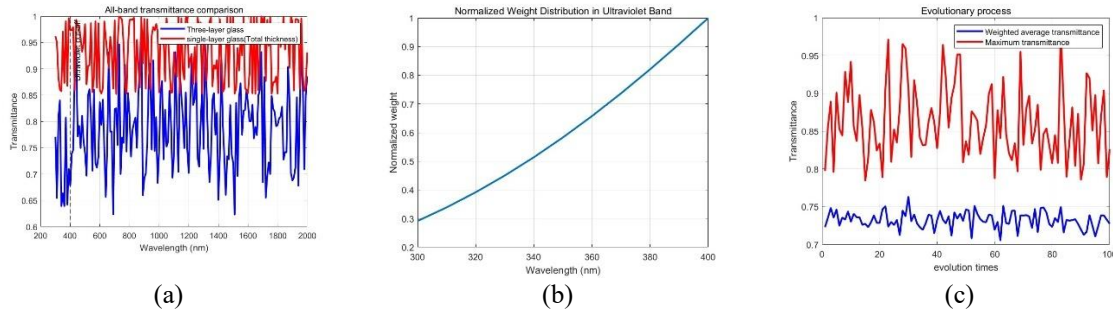 All-band transmittance comparison
Three-layer glass
single-layer glass(Total thickness)
Transmittance
1
0.95
0.9
0.85
0.8
0.75
0.7
0.65
0.6
200 400 600 800 1000 1200 1400 1600 1800 2000
Wavelength (nm)
(a)
Normalized Weight Distribution in Ultraviolet Band
Normalized weight
1
0.9
0.8
0.7
0.6
0.5
0.4
0.3
0.2
300 320 340 360 380 400
Wavelength (nm)
(b)
Evolutionary process
Weighted average transmittance
Maximum transmittance
Transmittance
1
0.95
0.9
0.85
0.8
0.75
0.7
0 20 40 60 80 100
evolution times
(c)